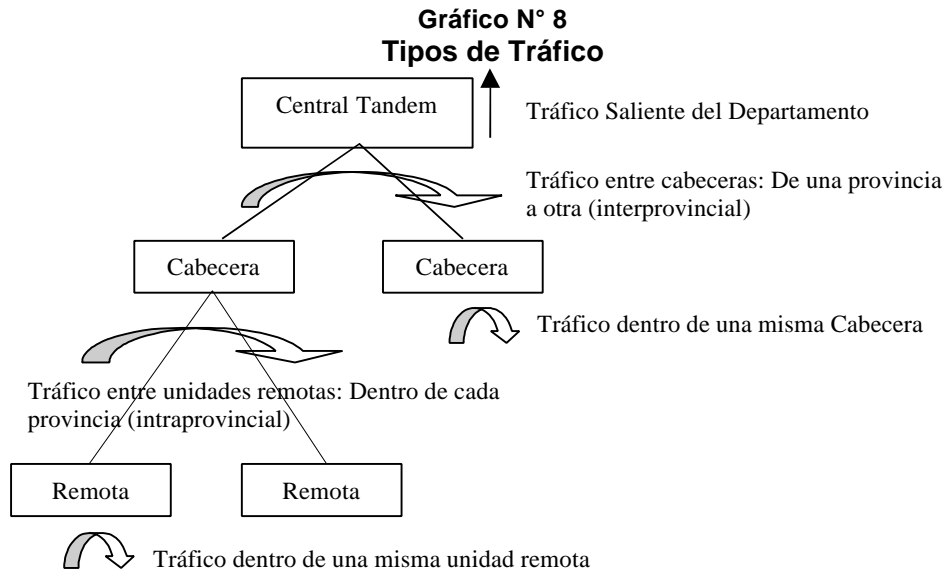 Gráfico N° 8
Tipos de Tráfico
Central Tandem
Tráfico Saliente del Departamento
Tráfico entre cabeceras: De una provincia
a otra (interprovincial)
Cabecera
Cabecera
Tráfico dentro de una misma Cabecera
Tráfico entre unidades remotas: Dentro de cada
provincia (intraprovincial)
Remota
Remota
Tráfico dentro de una misma unidad remota